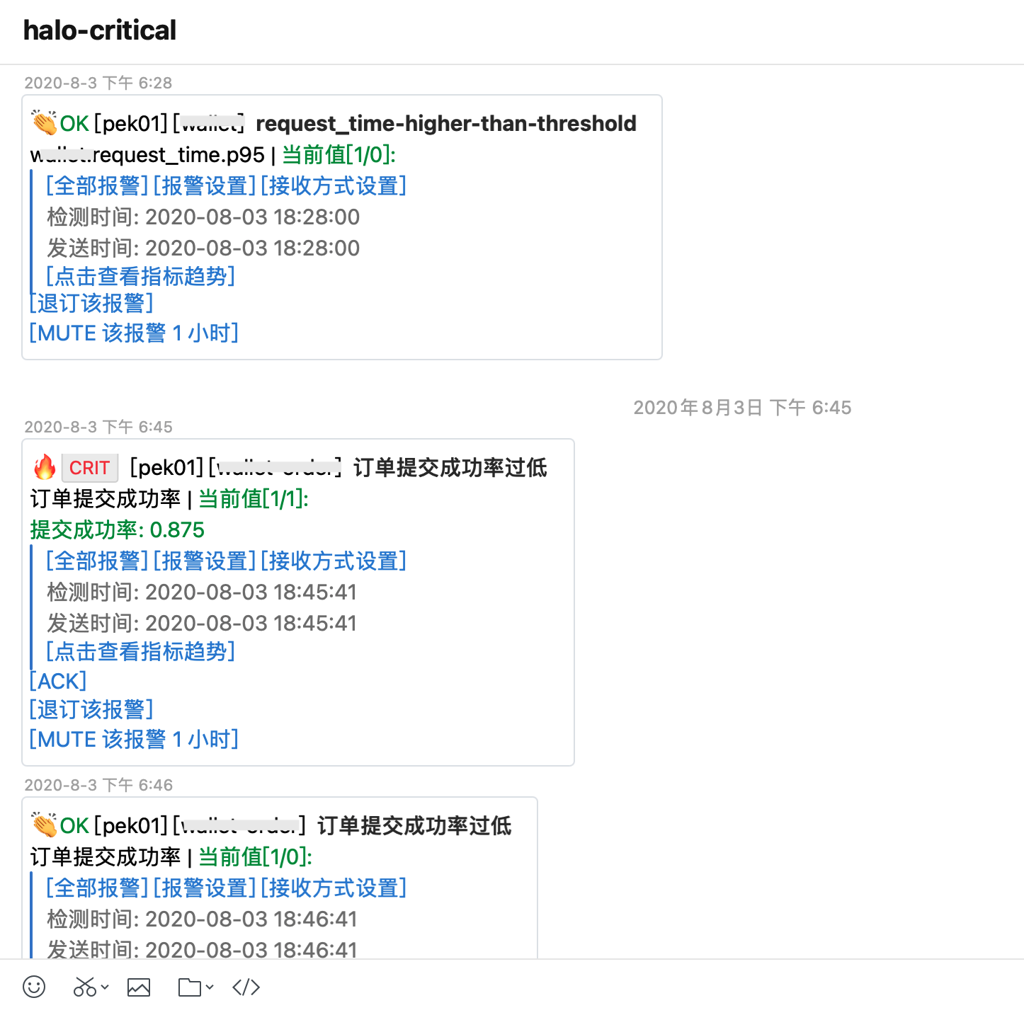 halo-critical
2020-8-3 下午 6:28
OK [pek01][] request_time-higher-than-threshold
request_time.p95 | 当前值[1/0]:
[全部报警][报警设置][接收方式设置]
检测时间: 2020-08-03 18:28:00
发送时间: 2020-08-03 18:28:00
[点击查看指标趋势]
[退订该报警]
[MUTE 该报警 1 小时]
2020年8月3日 下午 6:45
2020-8-3 下午 6:45
CRIT [pek01][] 订单提交成功率过低
订单提交成功率 | 当前值[1/1]:
提交成功率: 0.875
[全部报警][报警设置][接收方式设置]
检测时间: 2020-08-03 18:45:41
发送时间: 2020-08-03 18:45:41
[点击查看指标趋势]
[ACK]
[退订该报警]
[MUTE 该报警 1 小时]
2020-8-3 下午 6:46
OK [pek01][] 订单提交成功率过低
订单提交成功率 | 当前值[1/0]:
[全部报警][报警设置][接收方式设置]
检测时间: 2020-08-03 18:46:41
发送时间: 2020-08-03 18:46:41